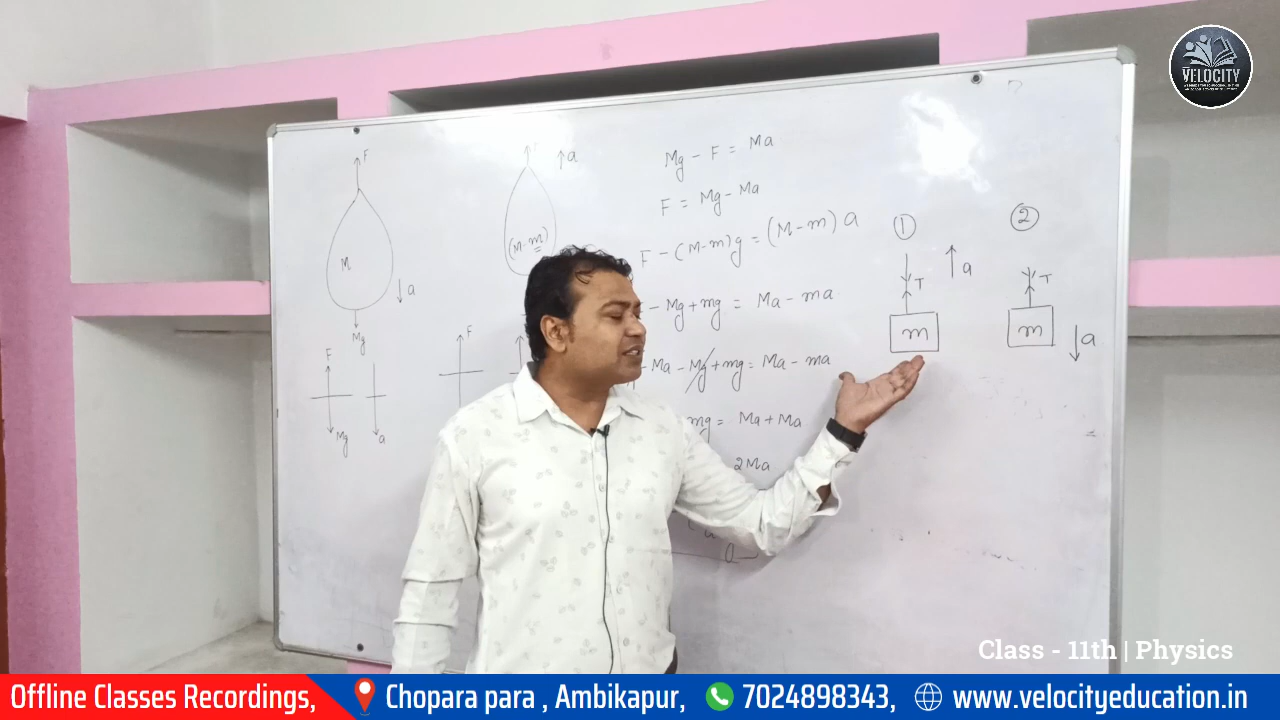 VELOCITY
F
M
↓a
Mg
F
Mg
a
F
F
↑a
(M-m)
Mg - F = Ma
F = Mg - Ma
F - (M-m)g = (M-m)a
- Mg + mg = Ma - ma
- Ma - Mg + mg = Ma - ma
mg = Ma + Ma
2Ma
①
T
↑a
m
②
T
m
↓a
Class - 11th | Physics
Offline Classes Recordings, Chopara para , Ambikapur, 7024898343, www.velocityeducation.in